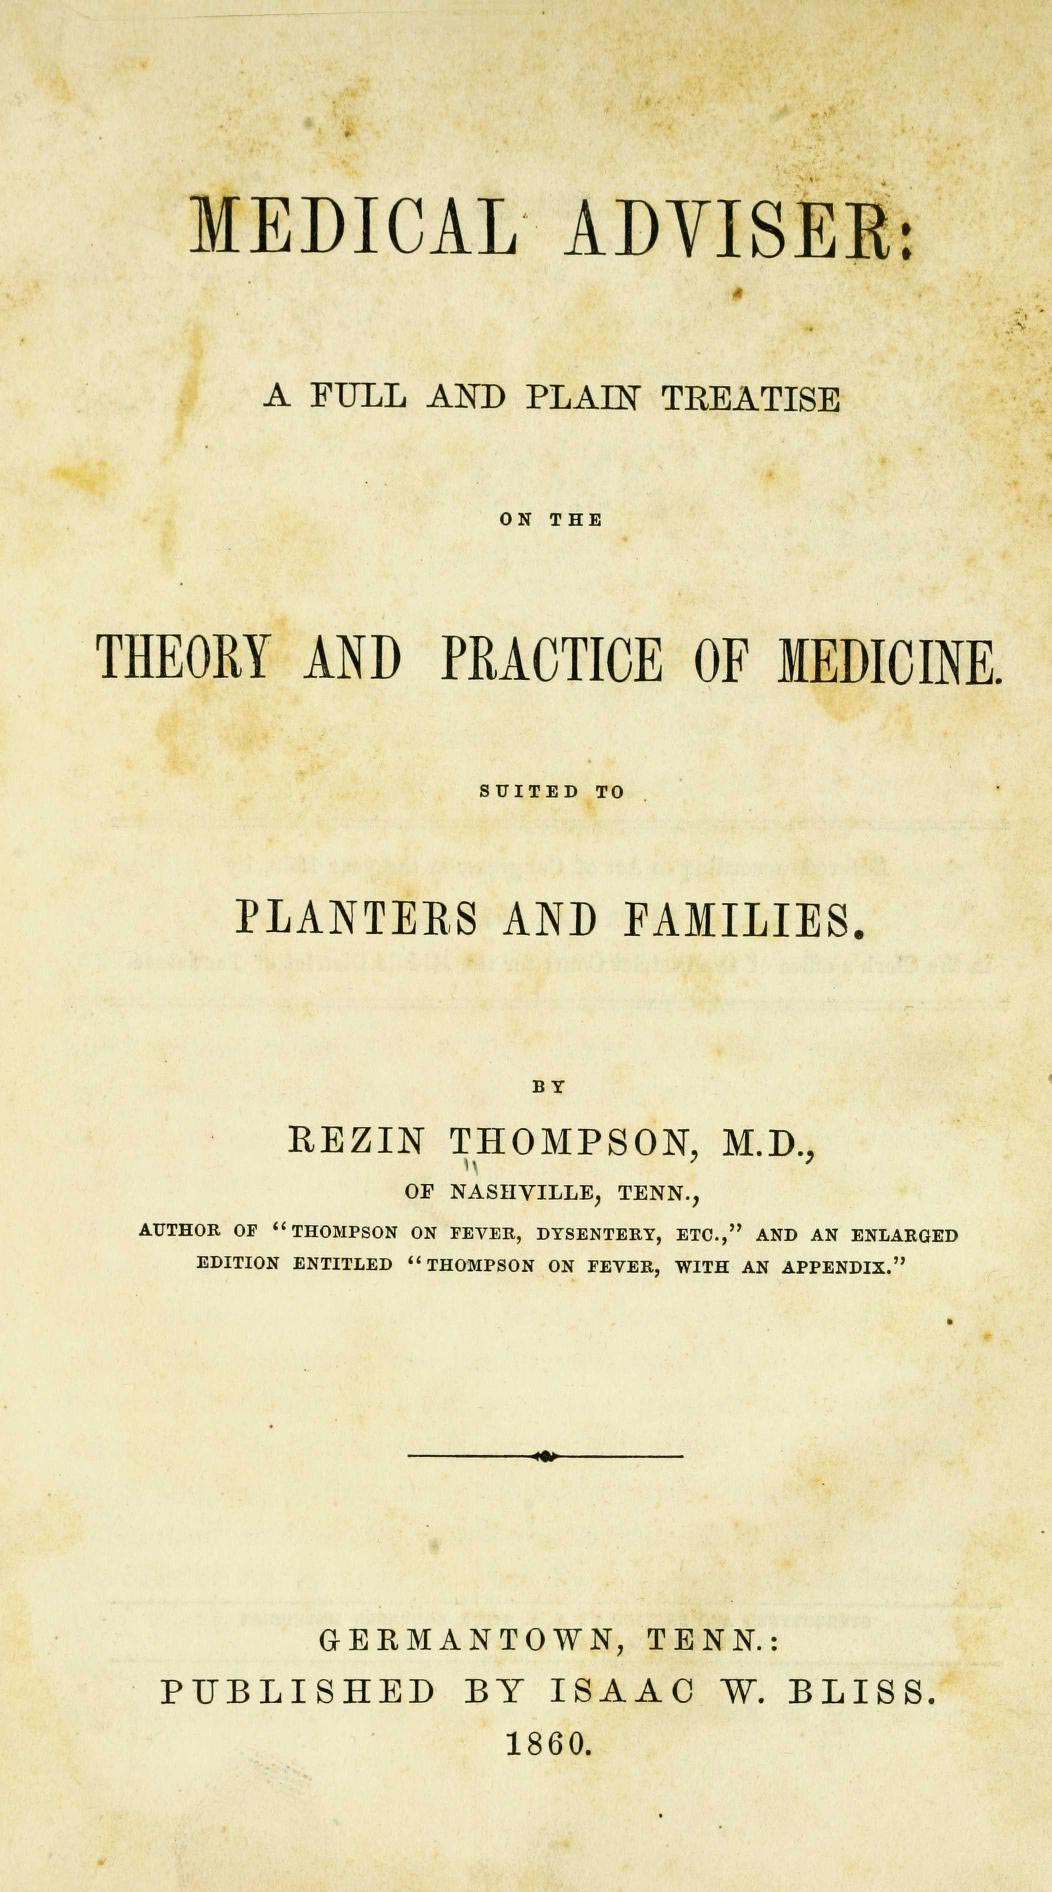 MEDICAL ADVISER:
A FULL AND PLAIN TREATISE
ON THE
THEORY AND PRACTICE OF MEDICINE.
SUITED TO
PLANTERS AND FAMILIES.
BY
REZIN THOMPSON, M.D.,
OF NASHVILLE, TENN.,
AUTHOR OF “THOMPSON ON FEVER, DYSENTERY, ETC.,” AND AN ENLARGED
EDITION ENTITLED “THOMPSON ON FEVER, WITH AN APPENDIX.”
GERMANTOWN, TENN.:
PUBLISHED BY ISAAC W. BLISS.
1860.